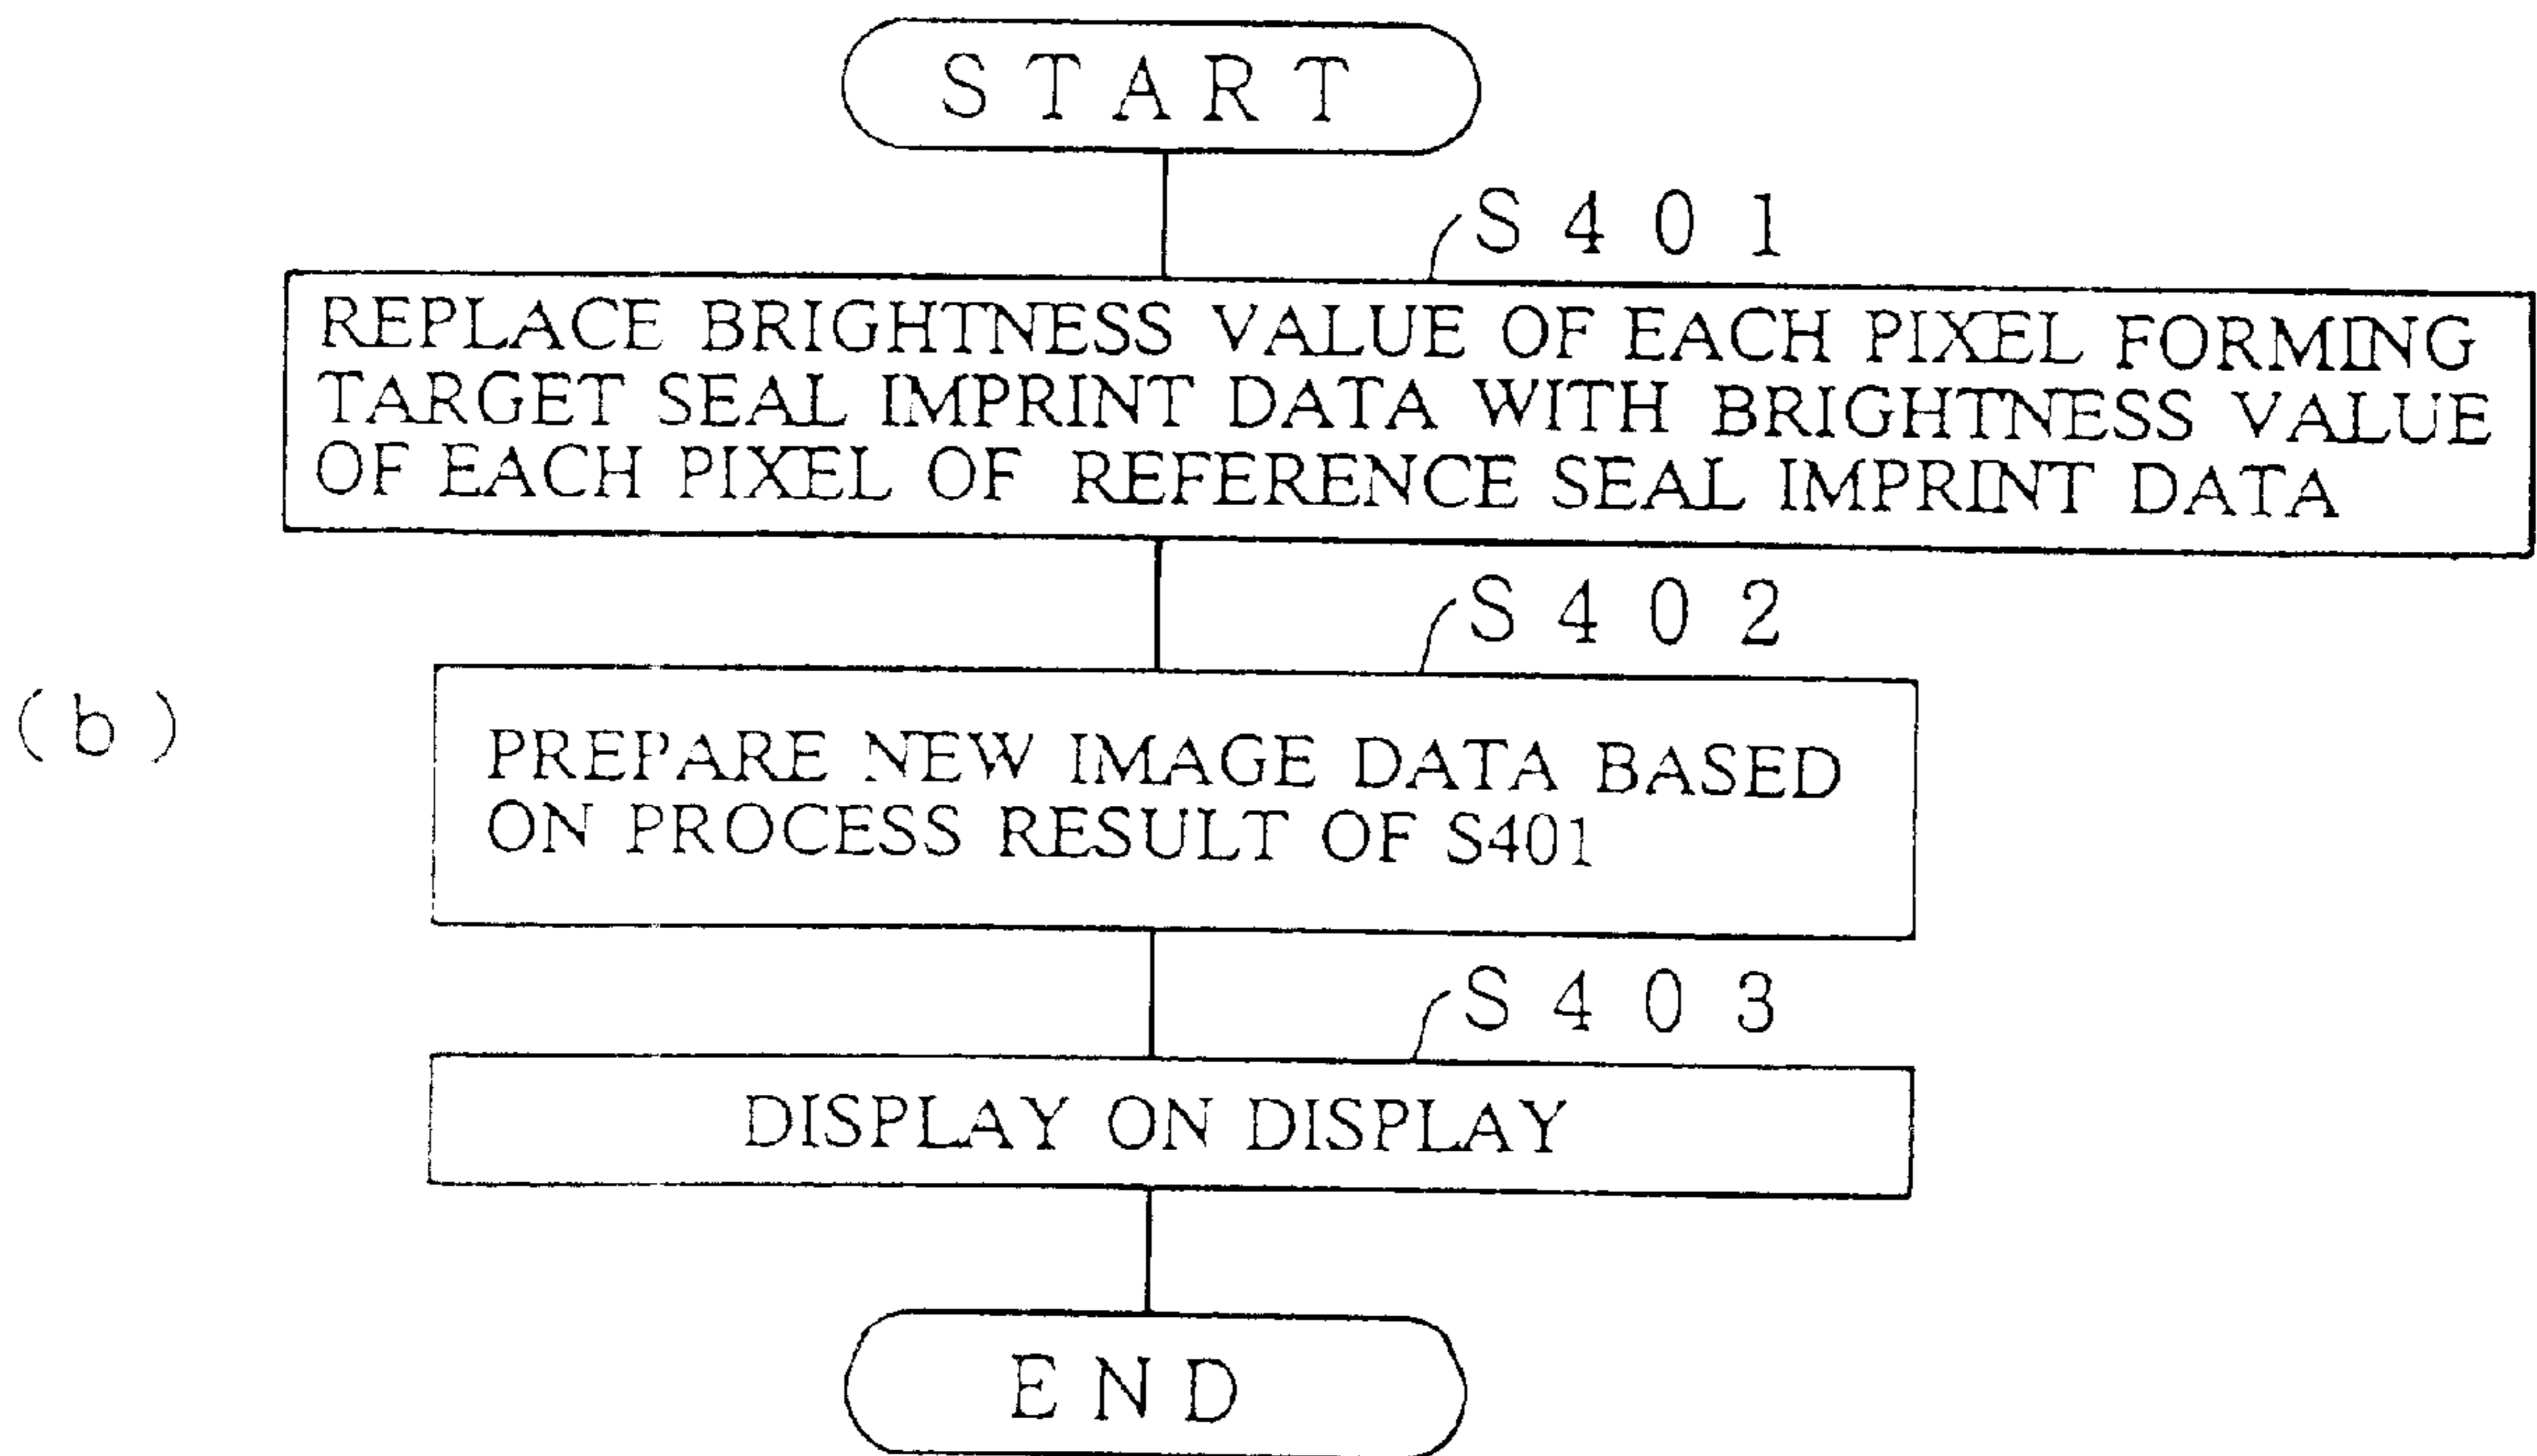 START
S401
REPLACE BRIGHTNESS VALUE OF EACH PIXEL FORMING
TARGET SEAL IMPRINT DATA WITH BRIGHTNESS VALUE
OF EACH PIXEL OF REFERENCE SEAL IMPRINT DATA
S402
(b)
PREPARE NEW IMAGE DATA BASED
ON PROCESS RESULT OF S401
S403
DISPLAY ON DISPLAY
END